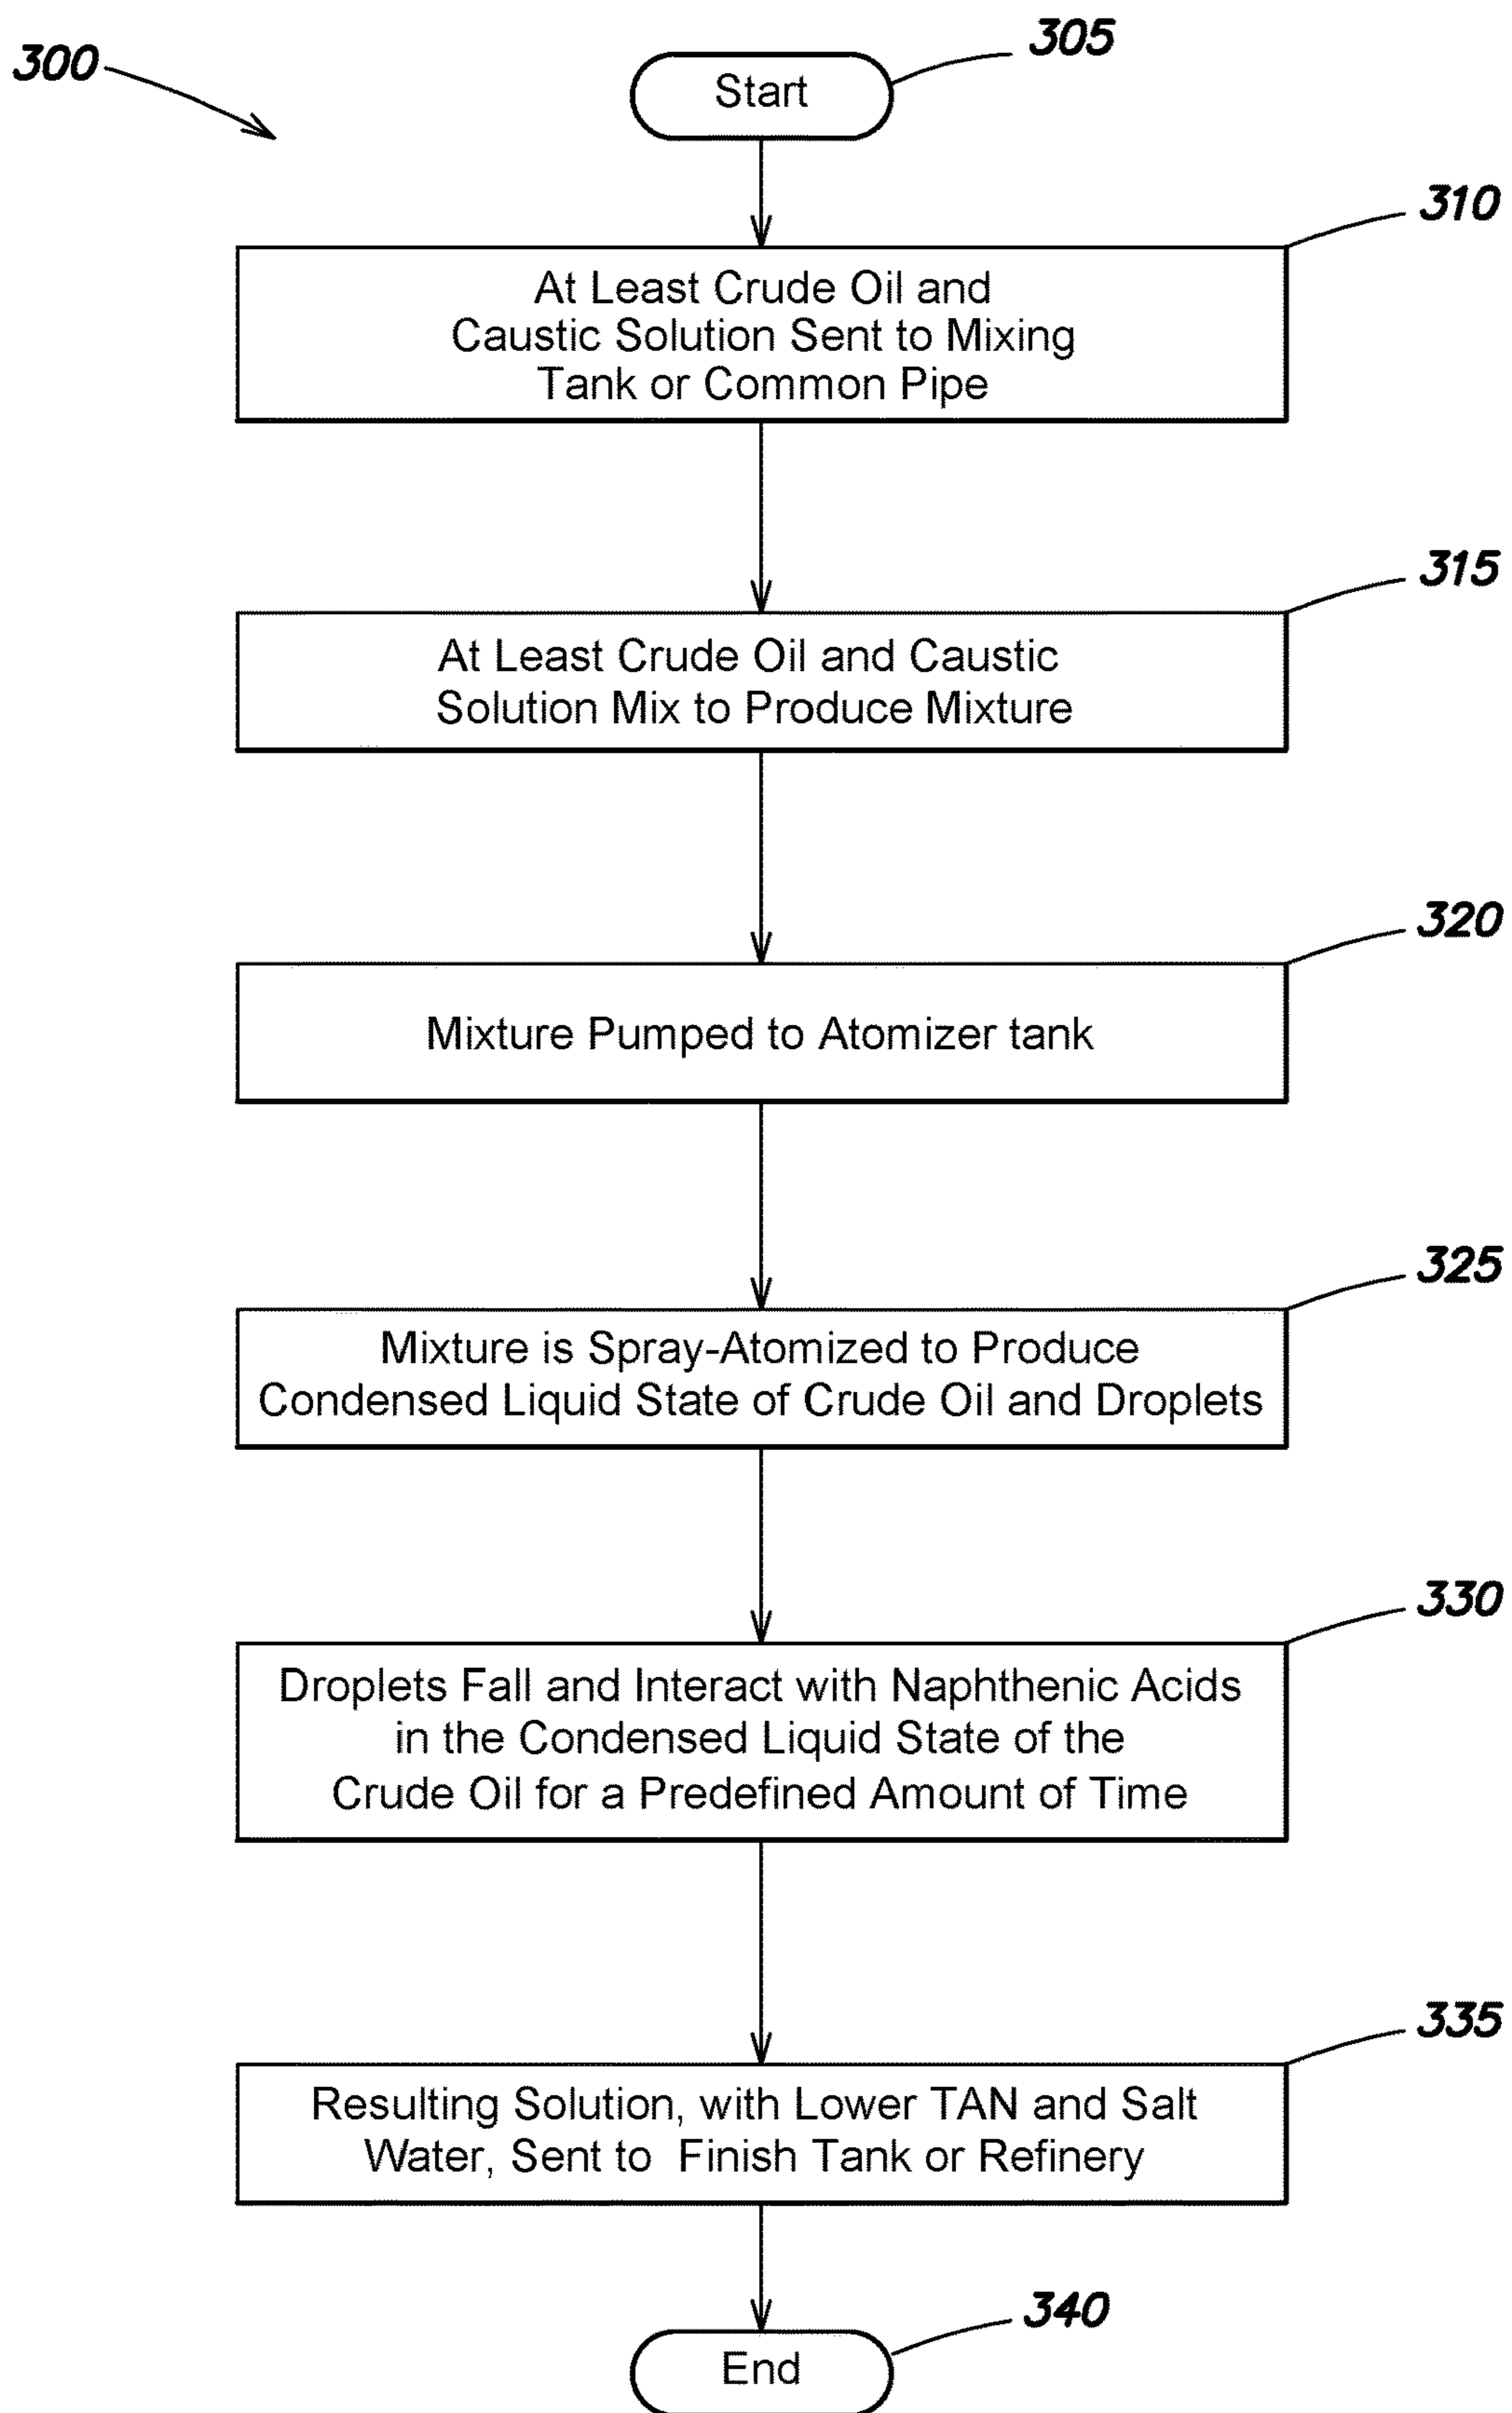 300
305
Start
310
At Least Crude Oil and
Caustic Solution Sent to Mixing
Tank or Common Pipe
315
At Least Crude Oil and Caustic
Solution Mix to Produce Mixture
320
Mixture Pumped to Atomizer tank
325
Mixture is Spray-Atomized to Produce
Condensed Liquid State of Crude Oil and Droplets
330
Droplets Fall and Interact with Naphthenic Acids
in the Condensed Liquid State of the
Crude Oil for a Predefined Amount of Time
335
Resulting Solution, with Lower TAN and Salt
Water, Sent to Finish Tank or Refinery
340
End